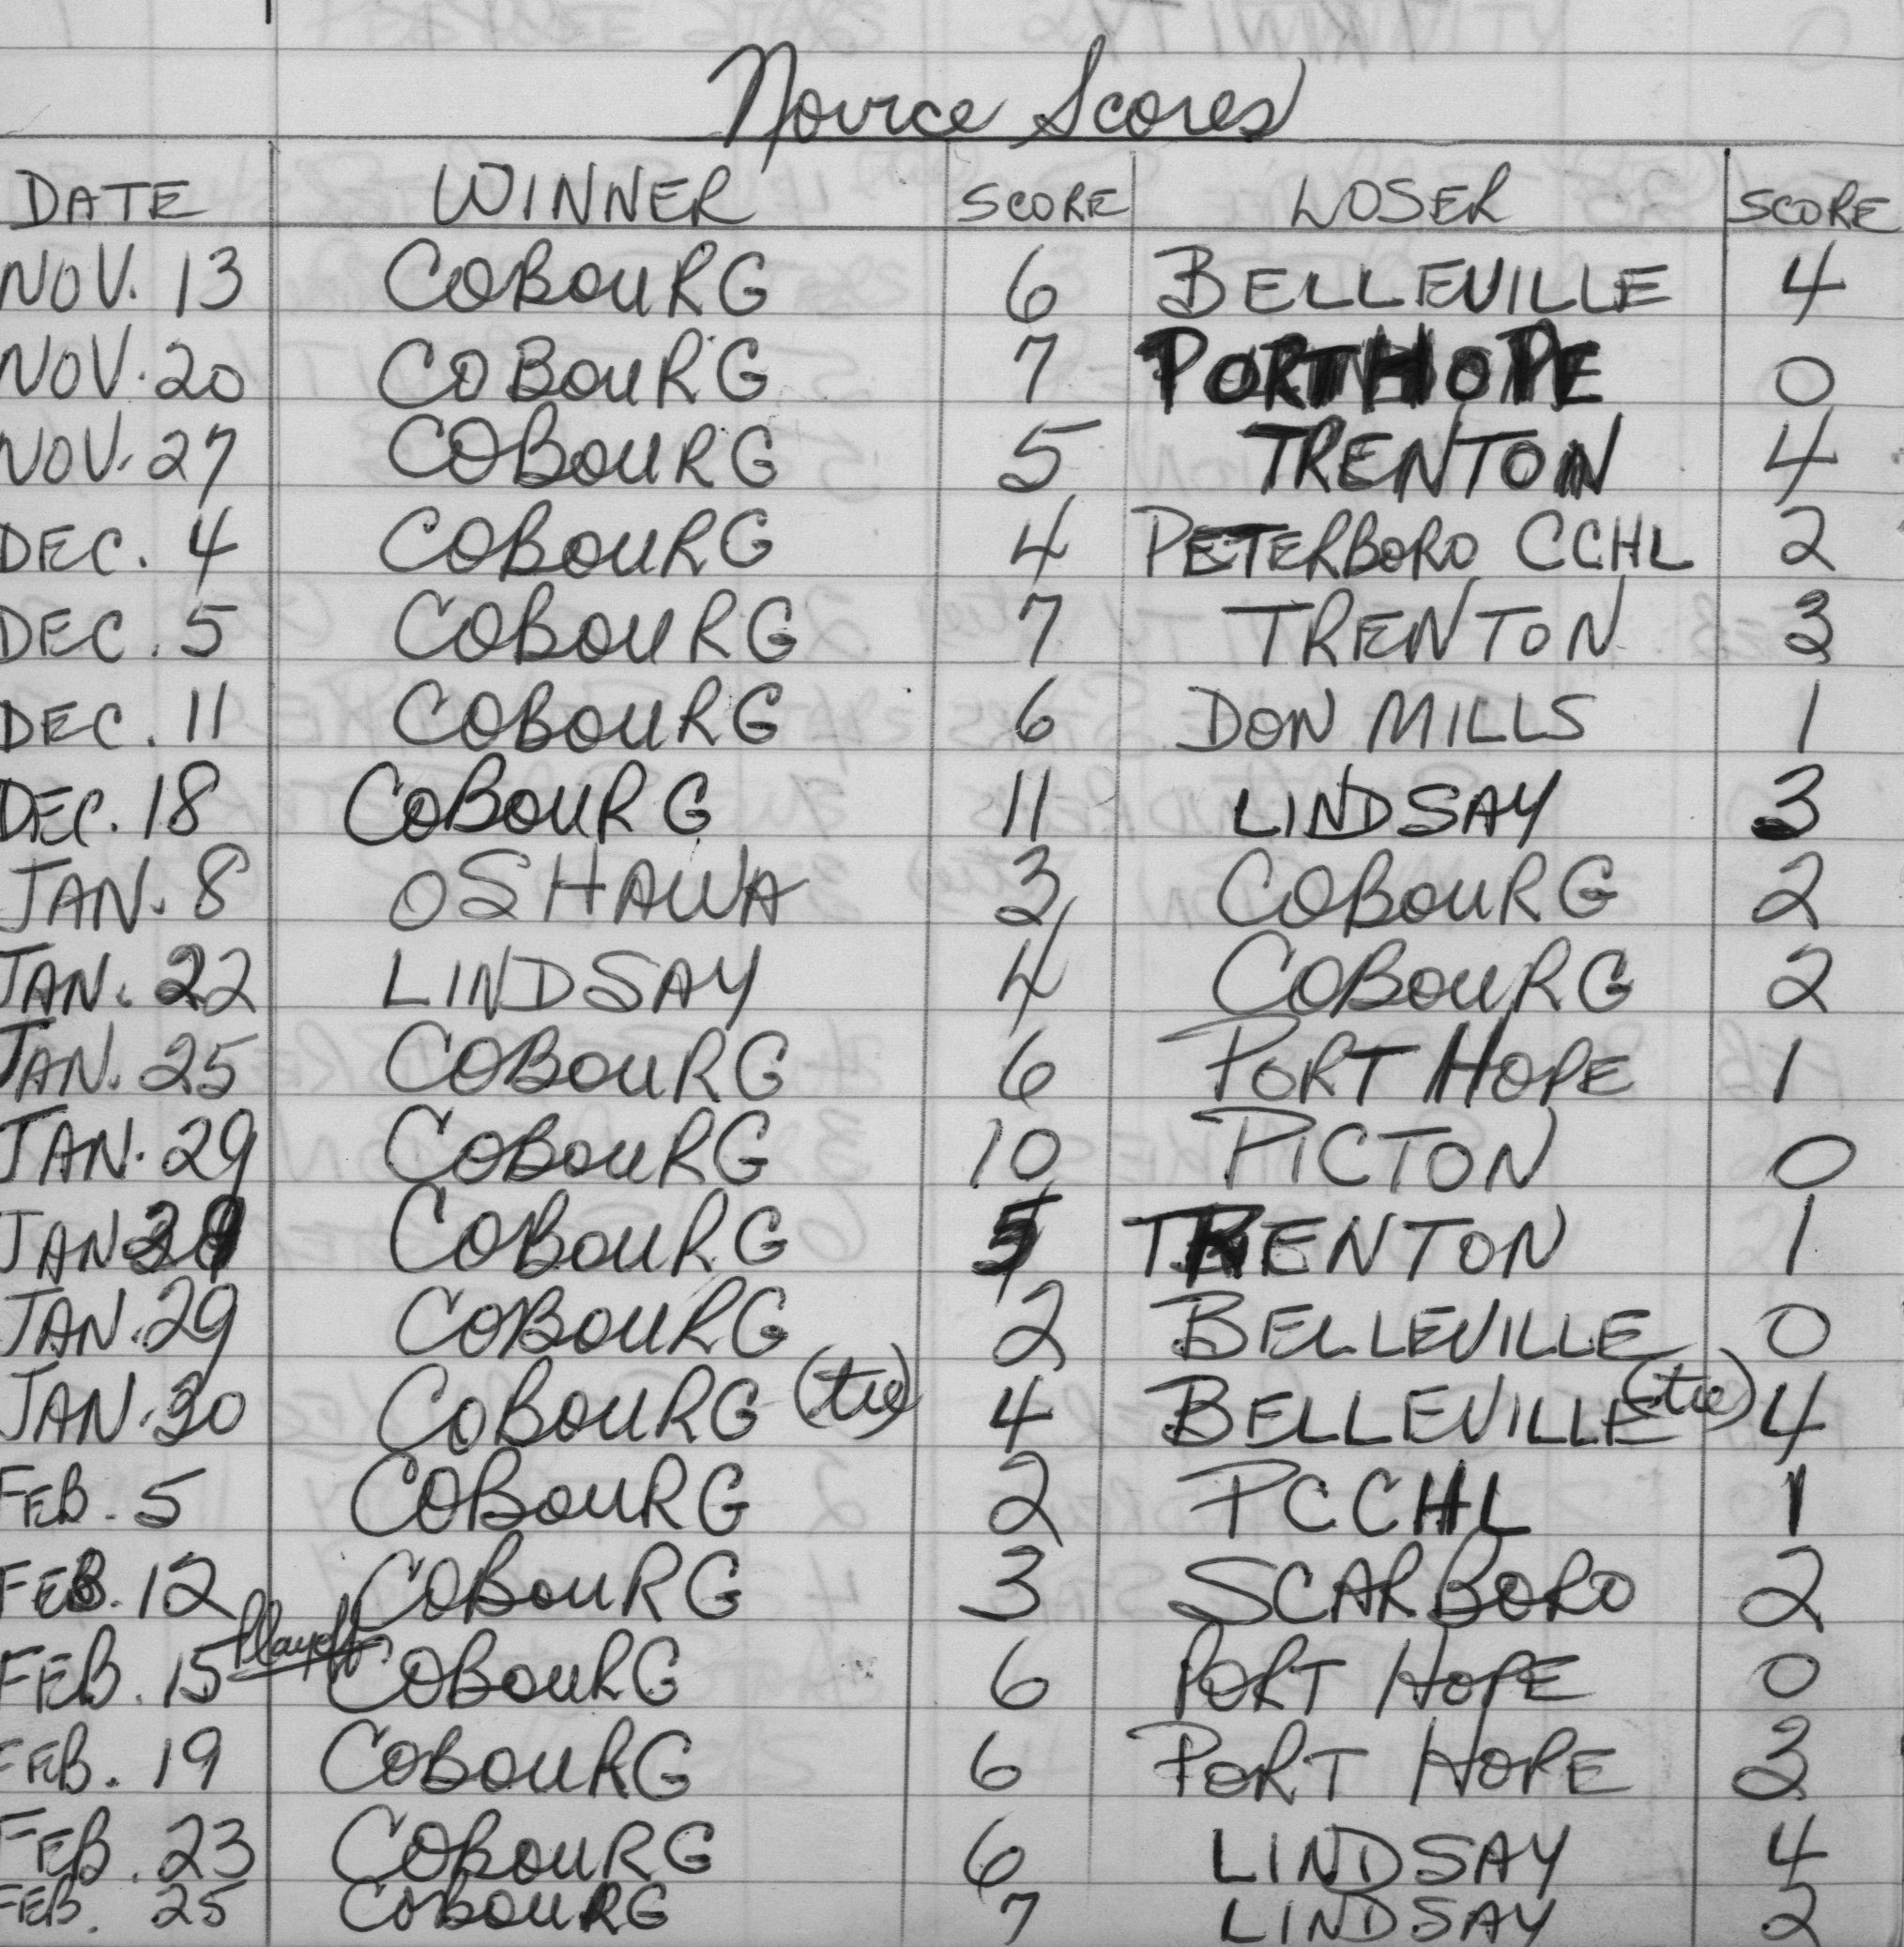 Novice Scores
DATE WINNER SCORE LOSER SCORE
NOV. 13 COBOURG 6 BELLEVILLE 4
NOV. 20 COBOURG 7 PORT HOPE 0
NOV. 27 COBOURG 5 TRENTON 4
DEC. 4 COBOURG 4 PETERBORO CCHL 2
DEC. 5 COBOURG 7 TRENTON 3
DEC. 11 COBOURG 6 DON MILLS 1
DEC. 18 COBOURG 11 LINDSAY 3
JAN. 8 OSHAWA 3 COBOURG 2
JAN. 22 LINDSAY 4 COBOURG 2
JAN. 25 COBOURG 6 PORT HOPE 1
JAN. 29 COBOURG 10 PICTON 0
JAN COBOURG 5 TRENTON 1
JAN. 29 COBOURG 2 BELLEVILLE 0
JAN. 30 COBOURG (tie) 4 BELLEVILLE (tie) 4
FEB. 5 COBOURG 2 PCCHL 1
FEB. 12 COBOURG 3 SCARBORO 2
FEB. 15 Playoff COBOURG 6 PORT HOPE 0
FEB. 19 COBOURG 6 PORT HOPE 3
FEB. 23 COBOURG 6 LINDSAY 4
FEB. 25 COBOURG 7 LINDSAY 2